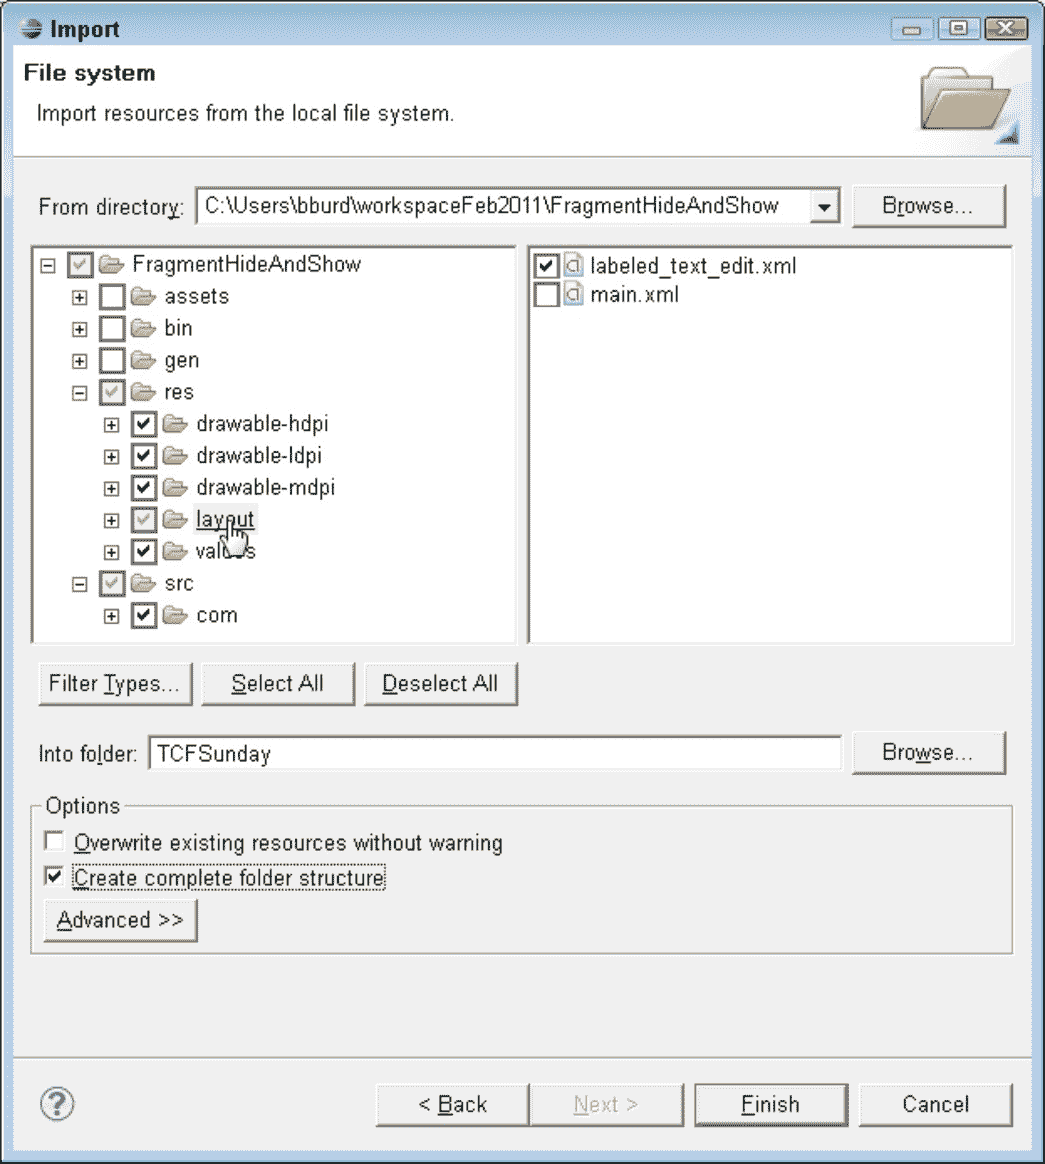 Import
File system
Import resources from the local file system.
From directory: C:\Users\bburd\workspaceFeb2011\FragmentHideAndShow Browse...
FragmentHideAndShow
assets
bin
gen
res
drawable-hdpi
drawable-ldpi
drawable-mdpi
layout
values
src
com
labeled_text_edit.xml
main.xml
Filter Types... Select All Deselect All
Into folder: TCFSunday Browse...
Options
Overwrite existing resources without warning
Create complete folder structure
Advanced >>
? < Back Next > Finish Cancel